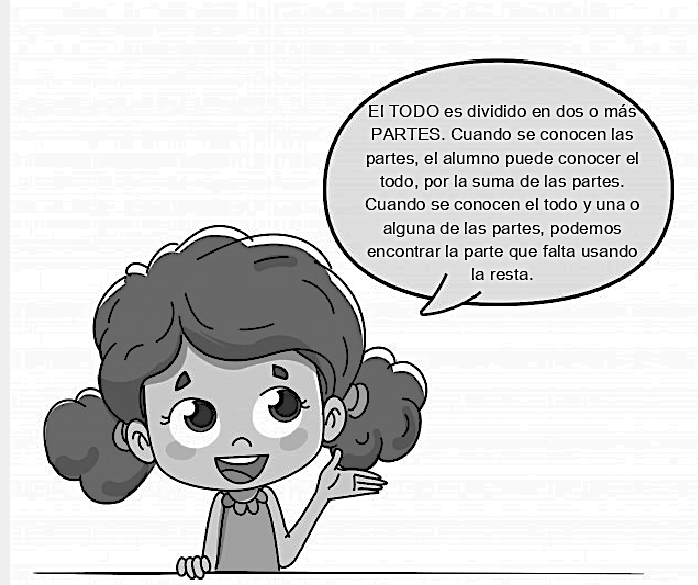 El TODO es dividido en dos o más
PARTES. Cuando se conocen las
partes, el alumno puede conocer el
todo, por la suma de las partes.
Cuando se conocen el todo y una o
alguna de las partes, podemos
encontrar la parte que falta usando
la resta.